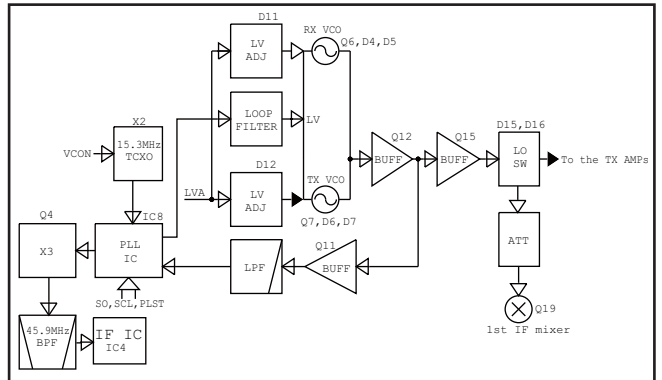 D11
RX VCO
LV
ADJ
Q6,D4,D5
X2
LOOP
FILTER
LV
Q12
Q15
D15,D16
15.3MHz
TCXO
VCON
BUFF
BUFF
LO
SW
To the TX AMPs
D12
TX VCO
LVA
LV
ADJ
Q7,D6,D7
Q4
IC8
X3
PLL
IC
LPF
Q11
BUFF
ATT
SO,SCL,PLST
Q19
1st IF mixer
45.9MHz
BPF
IF IC
IC4